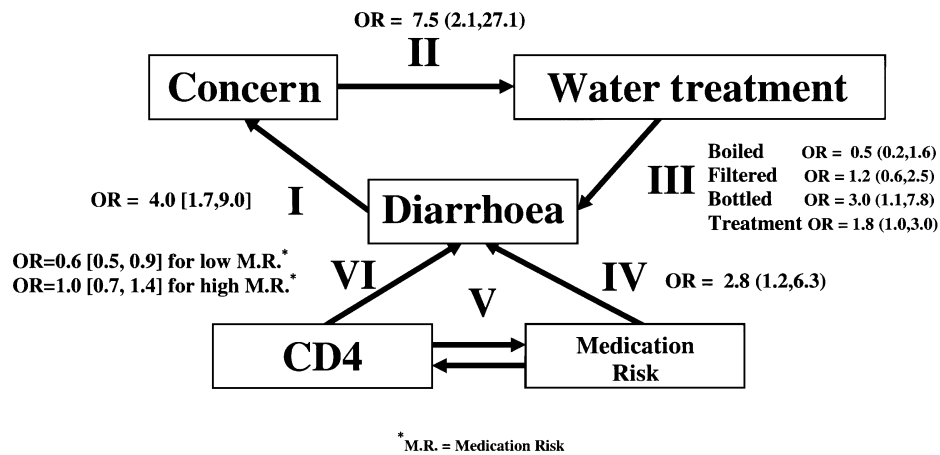 OR = 7.5 (2.1,27.1)
II
Concern
Water treatment
Boiled OR = 0.5 (0.2,1.6)
Filtered OR = 1.2 (0.6,2.5)
Bottled OR = 3.0 (1.1,7.8)
Treatment OR = 1.8 (1.0,3.0)
III
OR = 4.0 [1.7,9.0]
I
Diarrhoea
OR=0.6 [0.5, 0.9] for low M.R.*
OR=1.0 [0.7, 1.4] for high M.R.*
VI
IV
OR = 2.8 (1.2,6.3)
V
CD4
Medication
Risk
*M.R. = Medication Risk